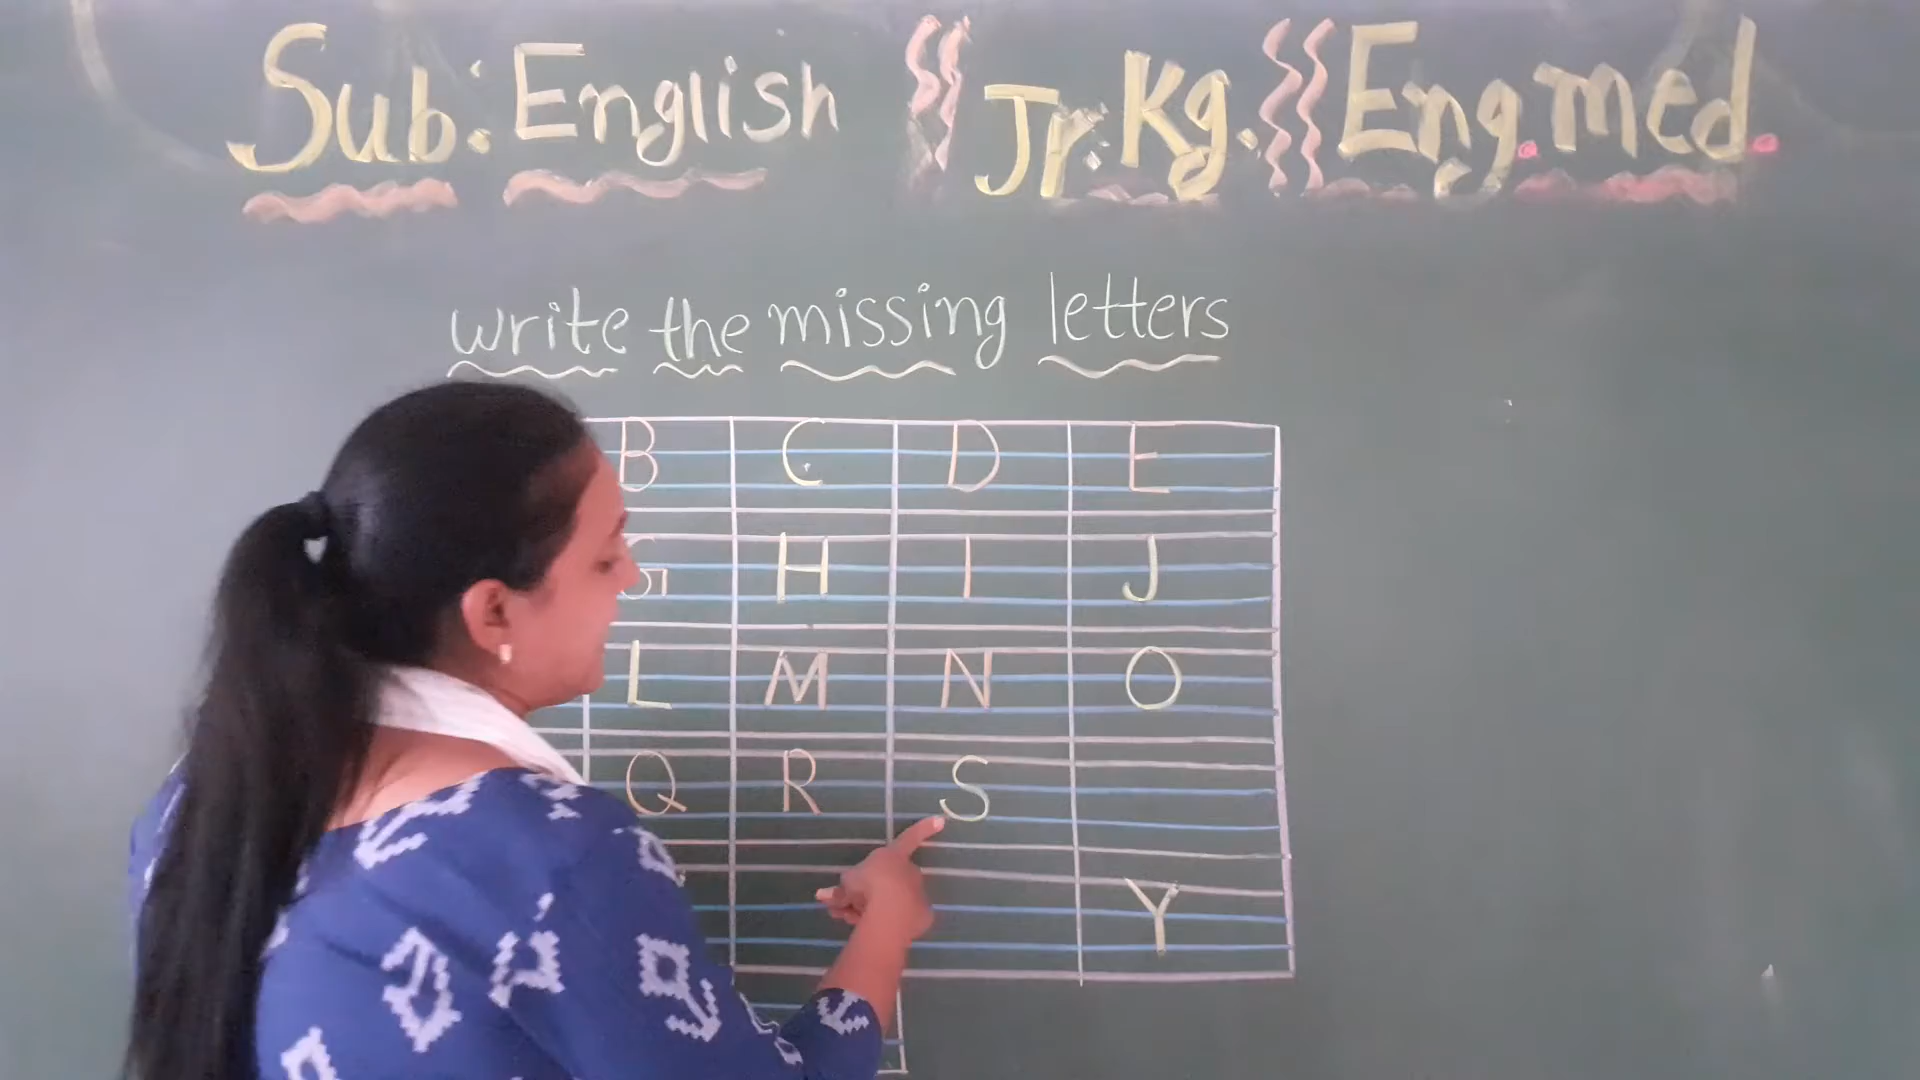 Sub: English Jr. Kg. Eng. med.
write the missing letters
B C D E
G H I J
L M N O
Q R S
Y